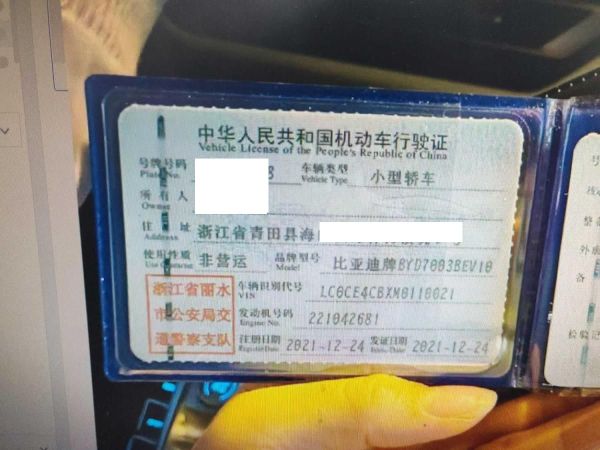 中华人民共和国机动车行驶证
Vehicle License of the People's Republic of China
号牌号码 车辆类型 小型轿车
Plate No. Vehicle Type
所有人
Owner
住址 浙江省青田县海
Address
使用性质 非营运 品牌型号 比亚迪牌BYD7003BEV10
Use Character Model
浙江省丽水 车辆识别代号 LC0CE4CBXM0110021
VIN
市公安局交 发动机号码 221042681
Engine No.
道警察支队 注册日期 2021-12-24 发证日期 2021-12-24
Register Date Issue Date